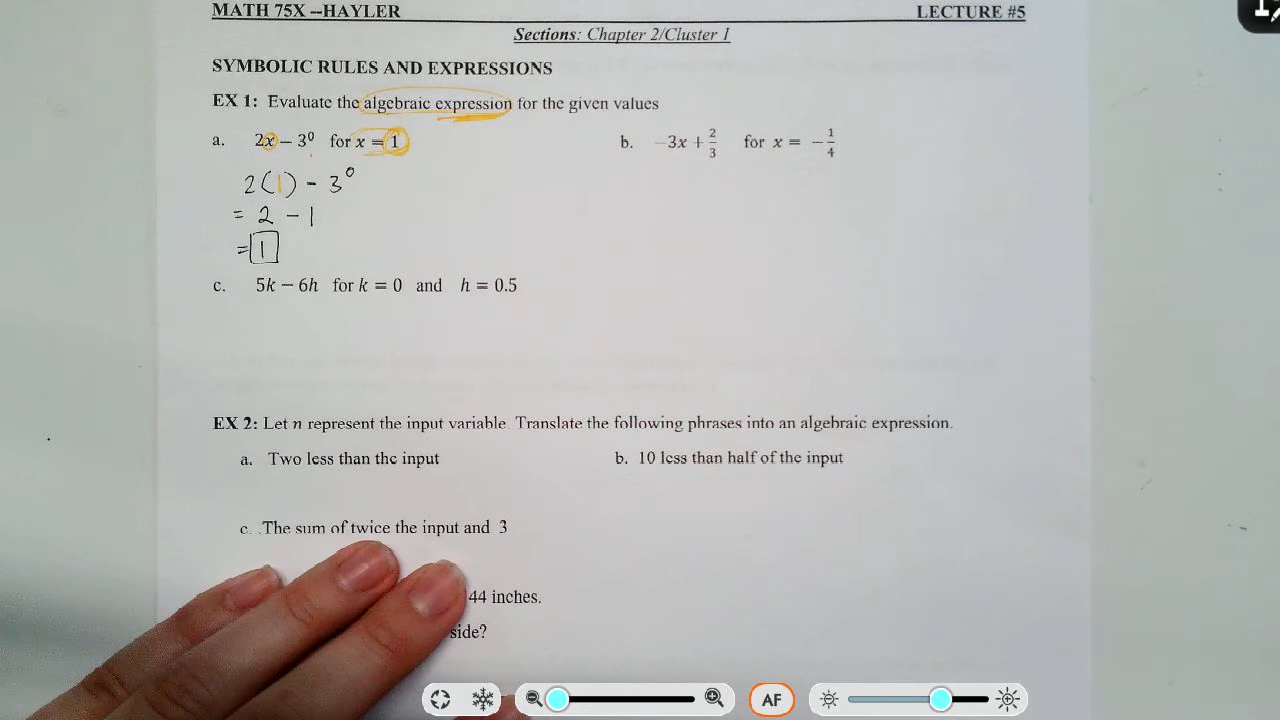 MATH 75X --HAYLER LECTURE #5
Sections: Chapter 2/Cluster 1
SYMBOLIC RULES AND EXPRESSIONS
EX 1: Evaluate the algebraic expression for the given values
a. 2x – 3⁰ for x = 1
b. –3x + 2/3 for x = – 1/4
2(1) - 3⁰
= 2 - 1
= 1
c. 5k – 6h for k = 0 and h = 0.5
EX 2: Let n represent the input variable. Translate the following phrases into an algebraic expression.
a. Two less than the input
b. 10 less than half of the input
c. .The sum of twice the input and 3
44 inches.
side?
AF